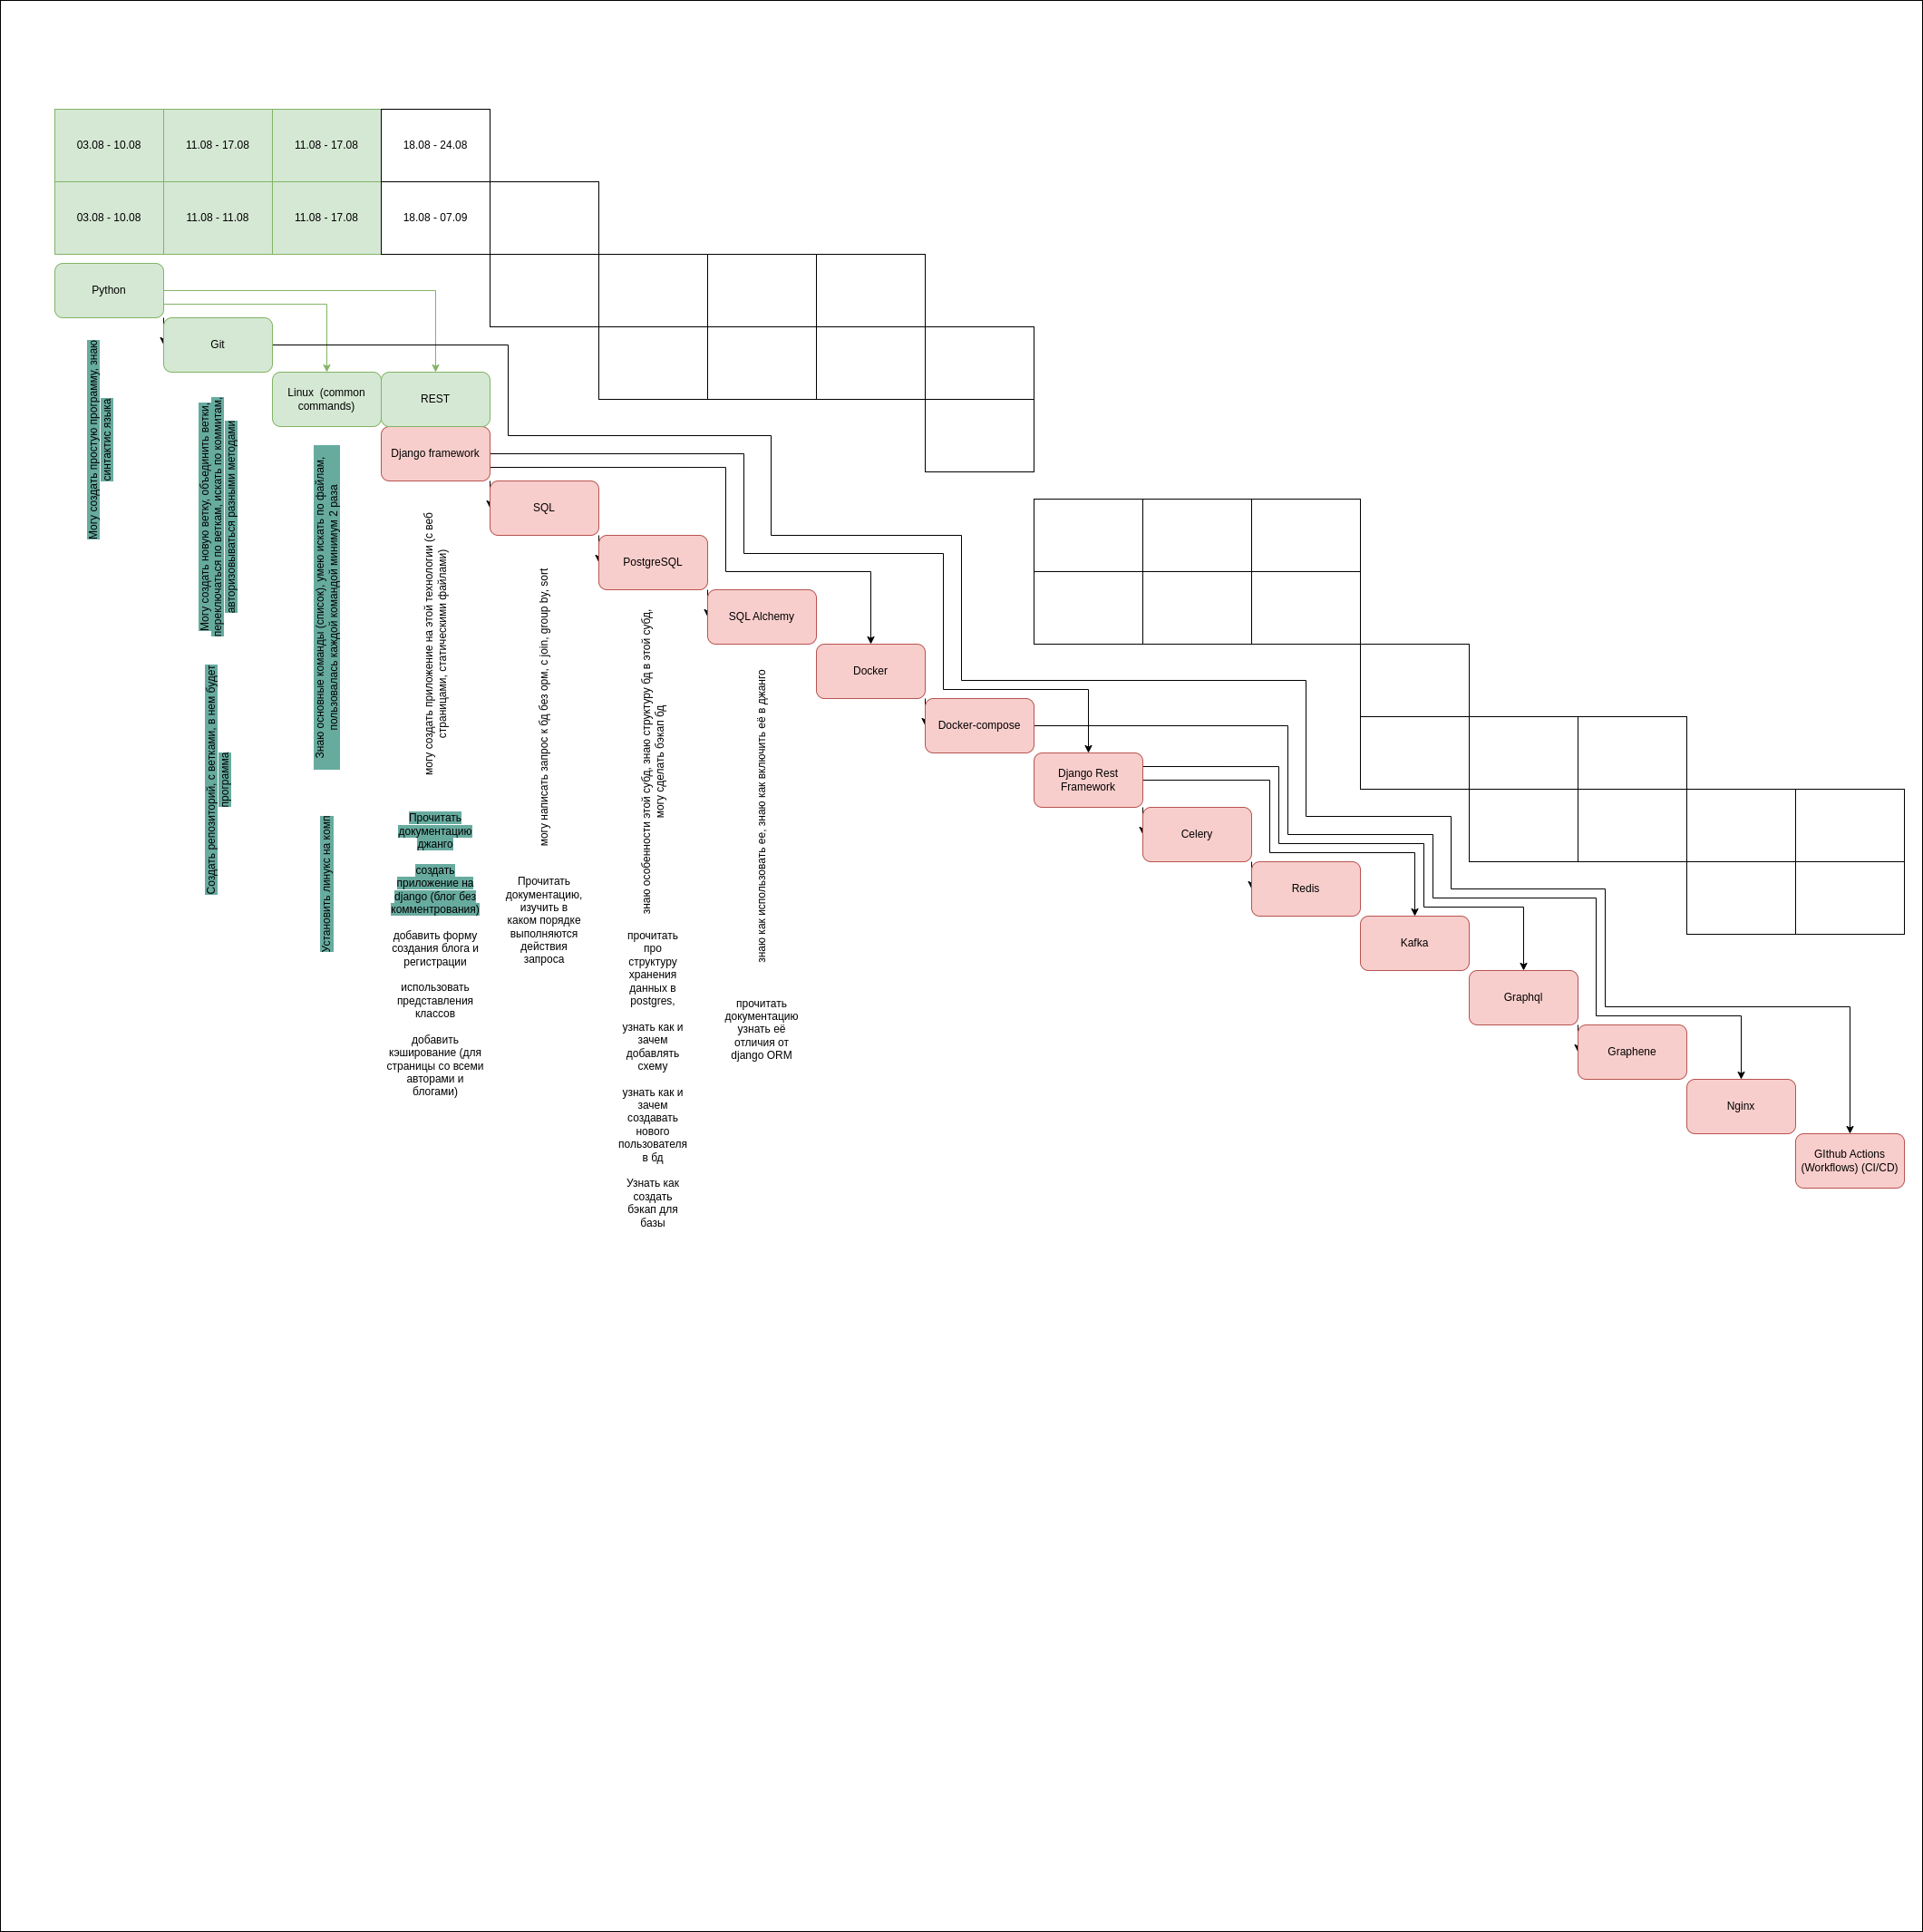 03.08 - 10.08
11.08 - 17.08
11.08 - 17.08
18.08 - 24.08
03.08 - 10.08
11.08 - 11.08
11.08 - 17.08
18.08 - 07.09
Python
Git
Linux (common
commands)
REST
Django framework
SQL
PostgreSQL
SQL Alchemy
Docker
Docker-compose
Django Rest
Framework
Celery
Redis
Kafka
Graphql
Graphene
Nginx
GIthub Actions
(Workflows) (CI/CD)
Могу создать простую программу, знаю
синтактис языка
Могу создать новую ветку, объединить ветки,
переключаться по веткам, искать по коммитам,
авторизовываться разными методами
Создать репозиторий, с ветками, в нем будет
программа
Знаю основные команды (список), умею искать по файлам,
пользовалась каждой командой минимум 2 раза
Установить линукс на комп
могу создать приложение на этой технологии (с веб
страницами, статическими файлами)
Прочитать
документацию
джанго
создать
приложение на
django (блог без
комментрования)
добавить форму
создания блога и
регистрации
использовать
представления
классов
добавить
кэширование (для
страницы со всеми
авторами и
блогами)
могу написать запрос к бд без орм, с join, group by, sort
Прочитать
документацию,
изучить в
каком порядке
выполняются
действия
запроса
знаю особенности этой субд, знаю структуру бд в этой субд,
могу сделать бэкап бд
прочитать
про
структуру
хранения
данных в
postgres,
узнать как и
зачем
добавлять
схему
узнать как и
зачем
создавать
нового
пользователя
в бд
Узнать как
создать
бэкап для
базы
знаю как использовать ее, знаю как включить её в джанго
прочитать
документацию
узнать её
отличия от
django ORM